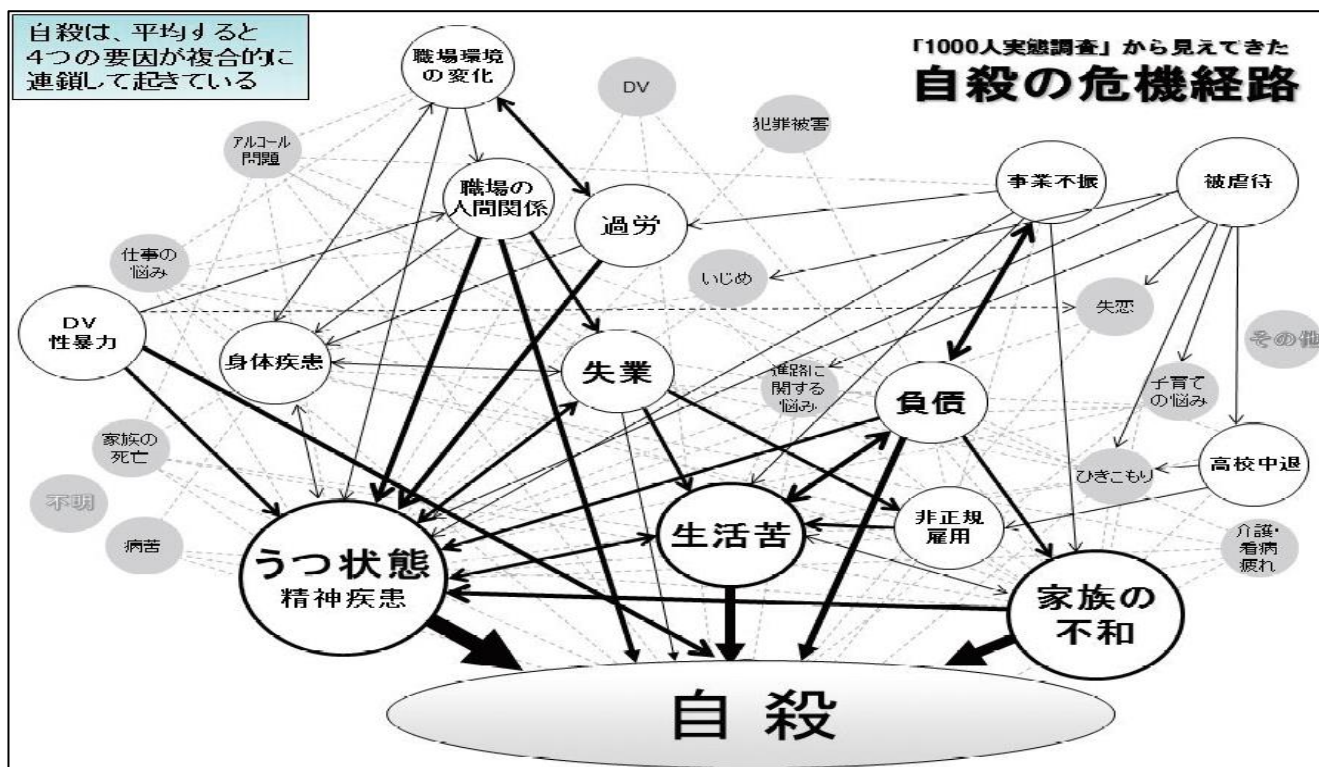 自殺は、平均すると
4つの要因が複合的に
連鎖して起きている
「1000人実態調査」から見えてきた
自殺の危機経路
職場環境
の変化
DV
犯罪被害
アルコール
問題
職場の
人間関係
過労
事業不振
被虐待
仕事の
悩み
いじめ
失恋
DV
性暴力
身体疾患
失業
進路に
関する
悩み
負債
子育て
の悩み
その他
家族の
死亡
ひきこもり
高校中退
不明
病苦
うつ状態
精神疾患
生活苦
非正規
雇用
介護・
看病
疲れ
家族の
不和
自殺